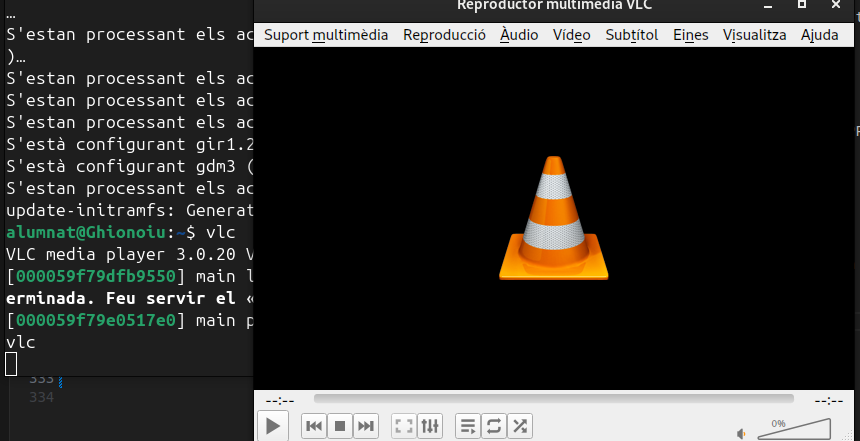 …
S'estan processant els ac
)…
S'estan processant els ac
S'estan processant els ac
S'estan processant els ac
S'està configurant gir1.2
S'està configurant gdm3 (
S'estan processant els ac
update-initramfs: Generat
alumnat@Ghionoiu:~$ vlc
VLC media player 3.0.20 V
[000059f79dfb9550] main l
erminada. Feu servir el «
[000059f79e0517e0] main p
vlc
333
334
Reproductor multimèdia VLC
Suport multimèdia Reproducció Àudio Vídeo Subtítol Eines Visualitza Ajuda
--:-- --:--
0%